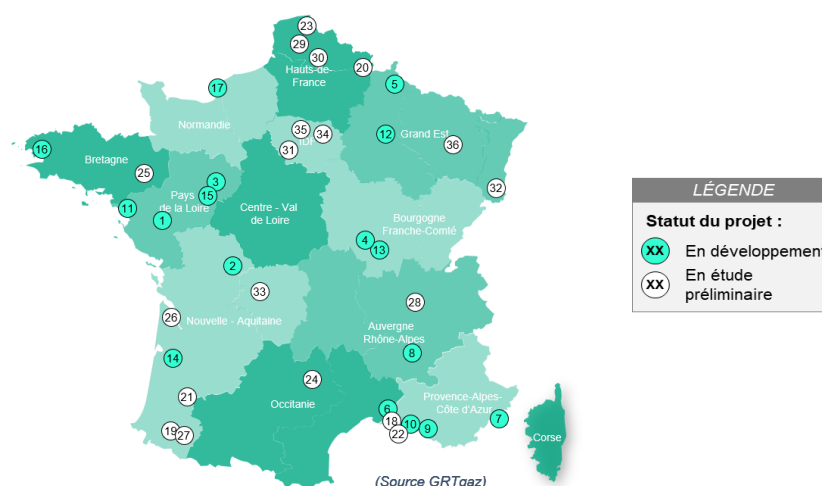 23
29
30
Hauts-de-
France
20
5
17
Normandie
35
34
IDF
31
12
Grand Est
36
32
16
Bretagne
25
3
15
Pays
de la Loire
11
1
Centre - Val
de Loire
Bourgogne
Franche-Comté
4
13
2
33
28
26
Nouvelle - Aquitaine
Auvergne
Rhône-Alpes
8
14
24
21
Occitanie
Provence-Alpes-
Côte d'Azur
6
18
10
9
7
22
19
27
Corse
(Source GRTgaz)
LÉGENDE
Statut du projet :
XX En développement
XX En étude
préliminaire